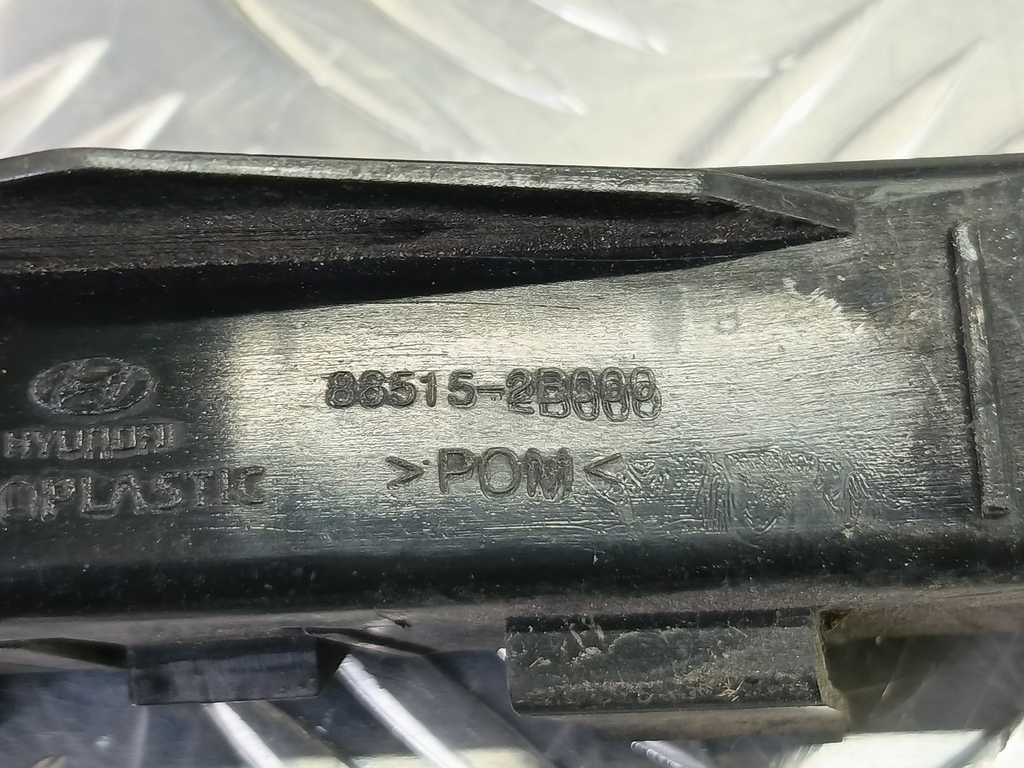 86515-2B000
HYUNDAI
>POM<
PLASTIC